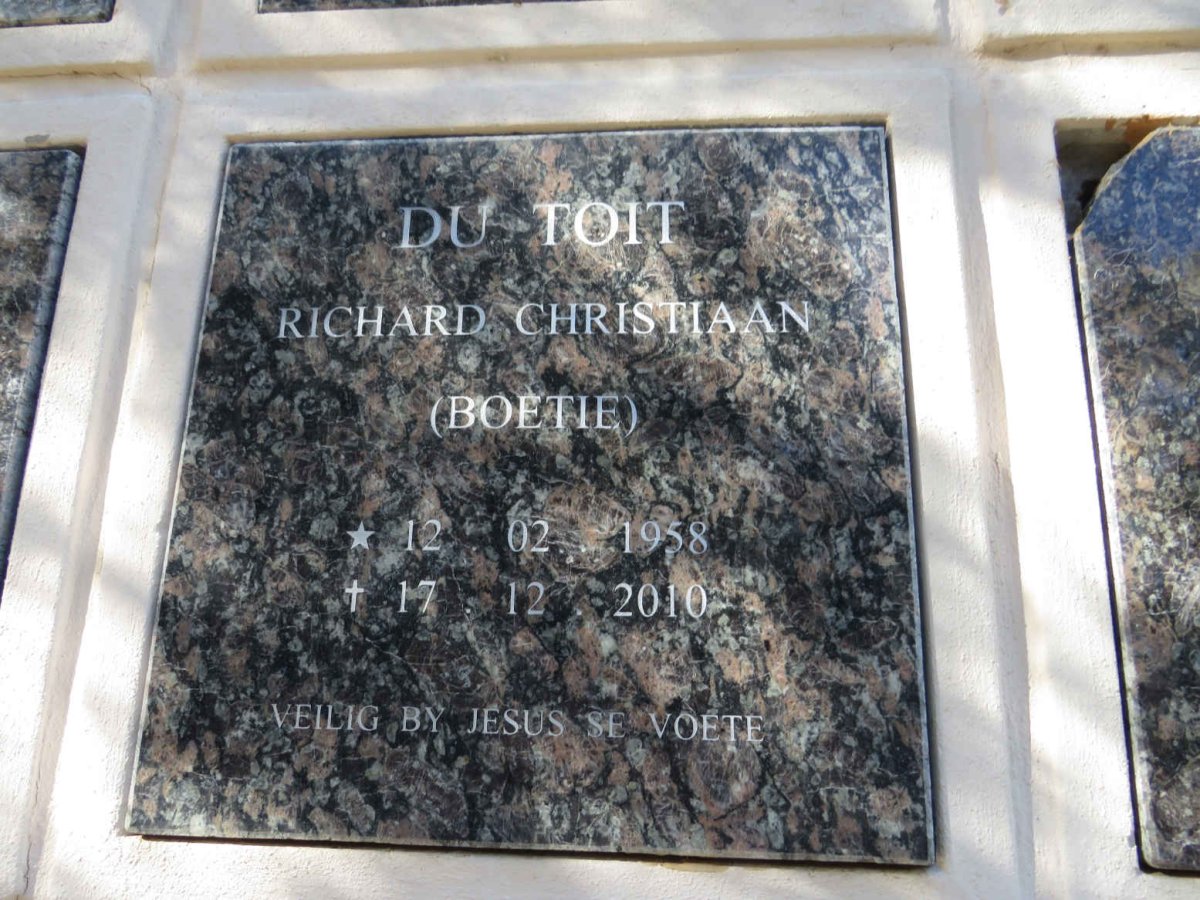 DU TOIT
RICHARD CHRISTIAAN
(BOETIE)
★ 12 . 02 . 1958
✝ 17 . 12 . 2010
VEILIG BY JESUS SE VOETE